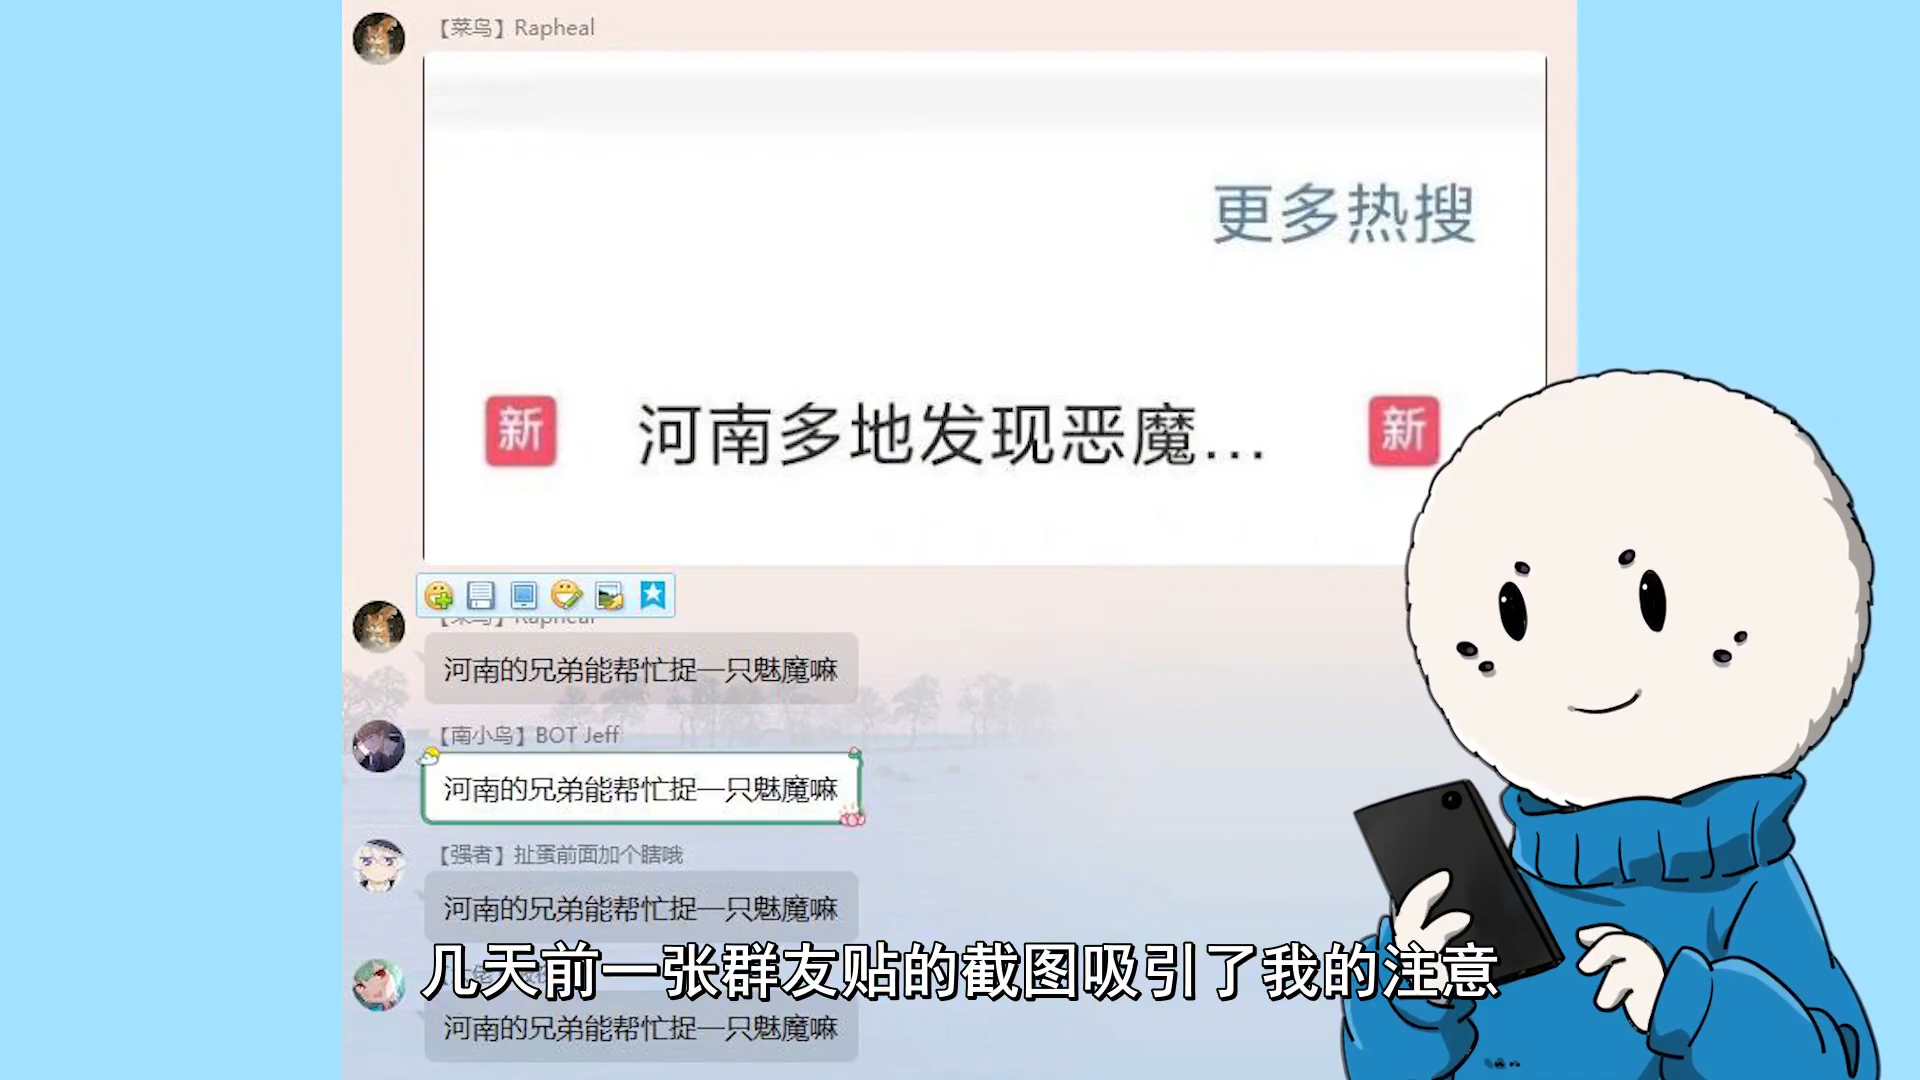 【菜鸟】Rapheal
更多热搜
新 河南多地发现恶魔... 新
【菜鸟】Rapheal
河南的兄弟能帮忙捉一只魅魔嘛
【南小鸟】BOT Jeff
河南的兄弟能帮忙捉一只魅魔嘛
【强者】扯蛋前面加个瞎哦
河南的兄弟能帮忙捉一只魅魔嘛
几天前一张群友贴的截图吸引了我的注意
河南的兄弟能帮忙捉一只魅魔嘛